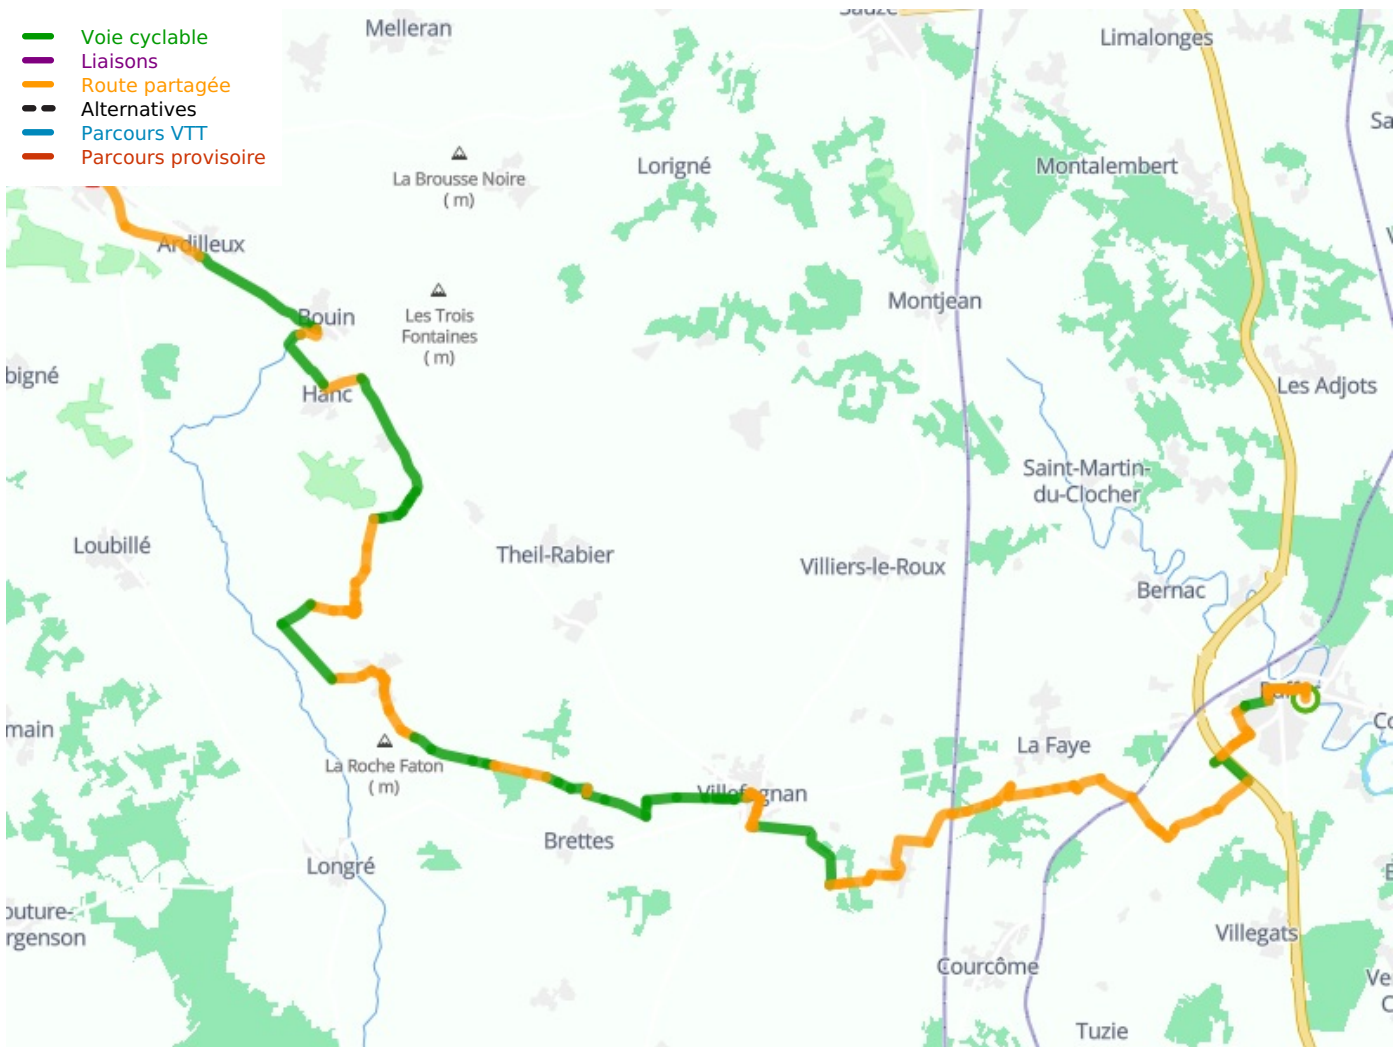 Voie cyclable
Liaisons
Route partagée
Alternatives
Parcours VTT
Parcours provisoire
Melleran
Limalonges
La Brousse Noire
( m)
Lorigné
Montalembert
Ardilleux
Bouin
Les Trois
Fontaines
( m)
Montjean
bigné
Hanc
Les Adjots
Saint-Martin-
du-Clocher
Loubillé
Theil-Rabier
Villiers-le-Roux
Bernac
main
La Faye
La Roche Faton
( m)
Brettes
Longré
outure-
rgenson
Villegats
Courcôme
Tuzie